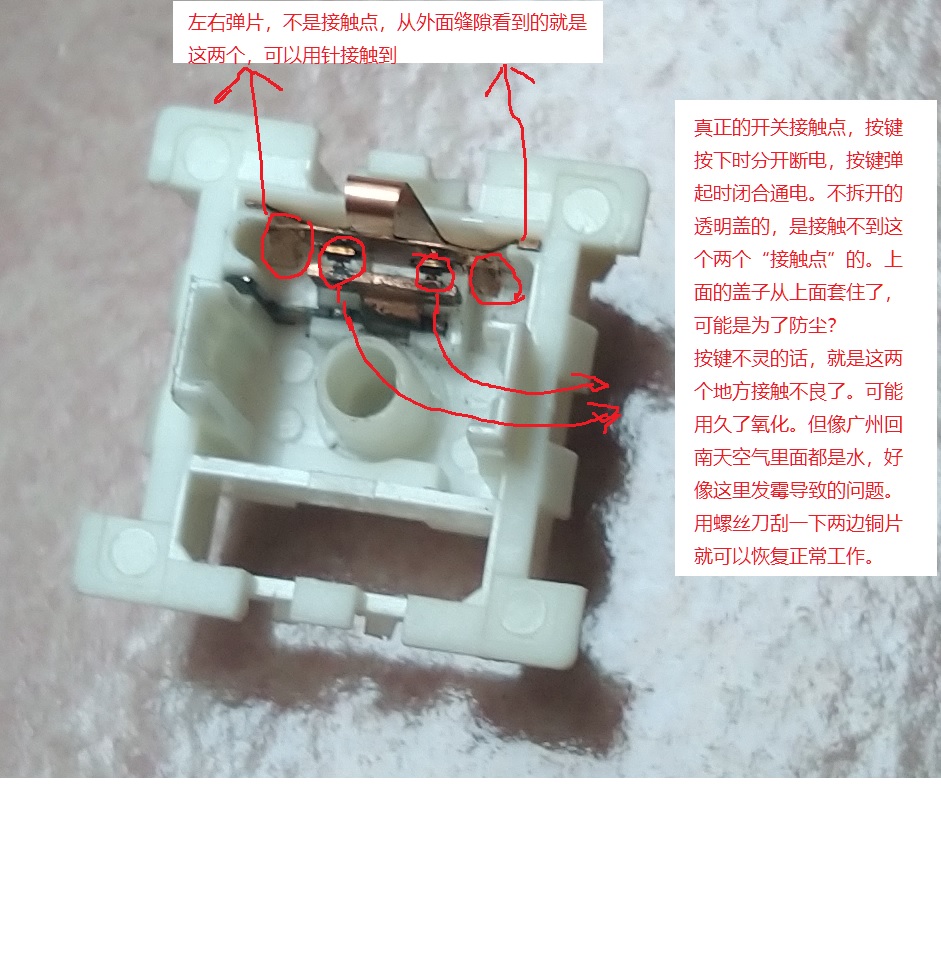 左右弹片，不是接触点，从外面缝隙看到的就是
这两个，可以用针接触到
真正的开关接触点，按键
按下时分开断电，按键弹
起时闭合通电。不拆开的
透明盖的，是接触不到这
个两个“接触点”的。上
面的盖子从上面套住了，
可能是为了防尘？
按键不灵的话，就是这两
个地方接触不良了。可能
用久了氧化。但像广州回
南天空气里面都是水，好
像这里发霉导致的问题。
用螺丝刀刮一下两边铜片
就可以恢复正常工作。